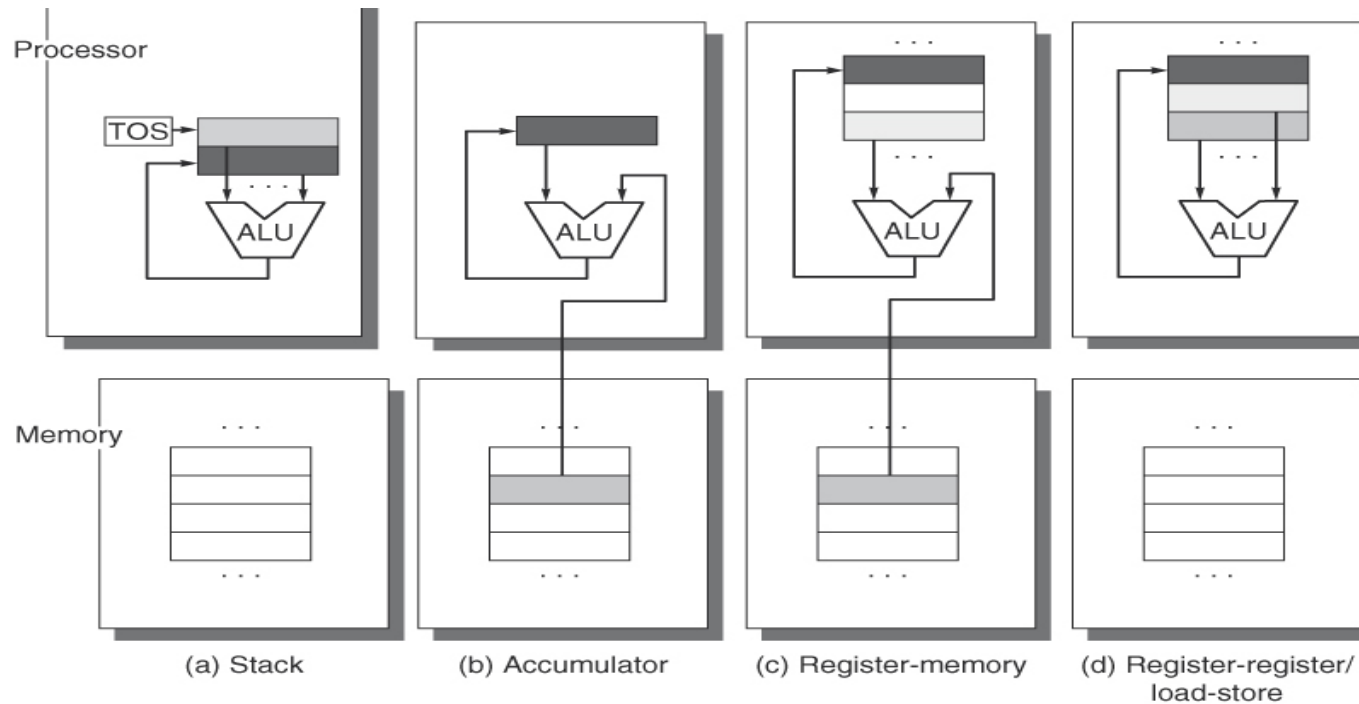 Processor
TOS
. . .
ALU
ALU
. . .
. . .
ALU
. . .
. . .
ALU
Memory
. . .
. . .
. . .
. . .
. . .
. . .
. . .
. . .
(a) Stack
(b) Accumulator
(c) Register-memory
(d) Register-register/
load-store